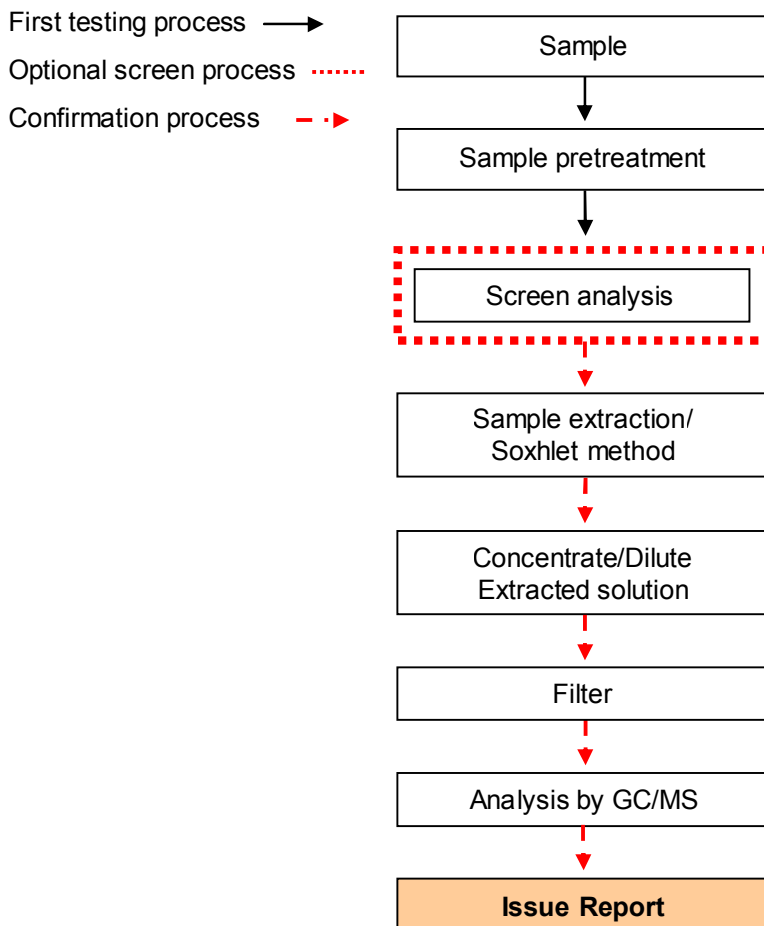 First testing process
Optional screen process
Confirmation process
Sample
Sample pretreatment
Screen analysis
Sample extraction/
Soxhlet method
Concentrate/Dilute
Extracted solution
Filter
Analysis by GC/MS
Issue Report